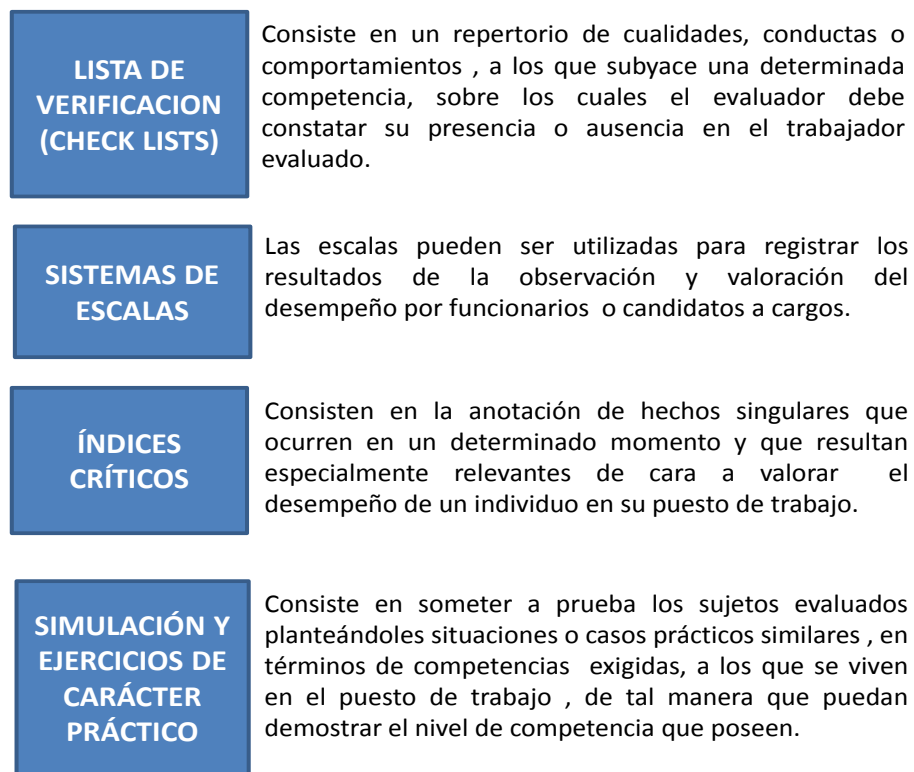 LISTA DE
VERIFICACION
(CHECK LISTS)
Consiste en un repertorio de cualidades, conductas o
comportamientos , a los que subyace una determinada
competencia, sobre los cuales el evaluador debe
constatar su presencia o ausencia en el trabajador
evaluado.
SISTEMAS DE
ESCALAS
Las escalas pueden ser utilizadas para registrar los
resultados de la observación y valoración del
desempeño por funcionarios o candidatos a cargos.
ÍNDICES
CRÍTICOS
Consisten en la anotación de hechos singulares que
ocurren en un determinado momento y que resultan
especialmente relevantes de cara a valorar el
desempeño de un individuo en su puesto de trabajo.
SIMULACIÓN Y
EJERCICIOS DE
CARÁCTER
PRÁCTICO
Consiste en someter a prueba los sujetos evaluados
planteándoles situaciones o casos prácticos similares , en
términos de competencias exigidas, a los que se viven
en el puesto de trabajo , de tal manera que puedan
demostrar el nivel de competencia que poseen.